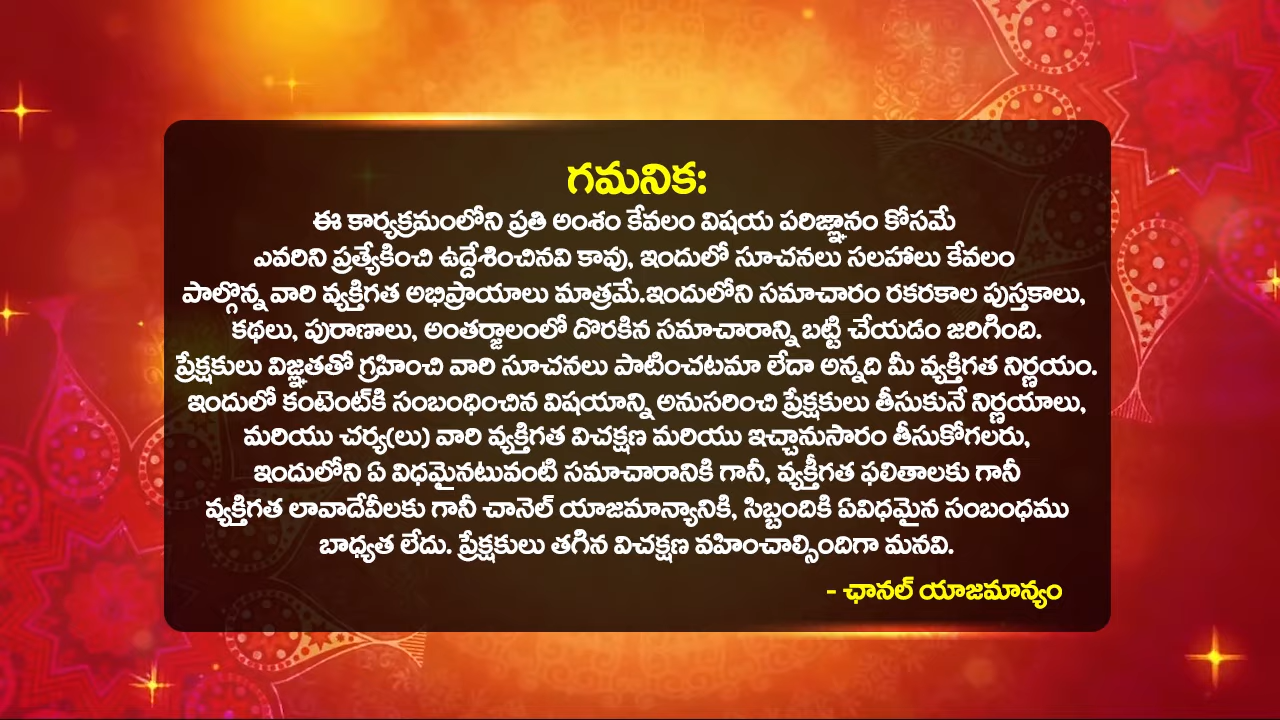 గమనిక:
ఈ కార్యక్రమంలోని ప్రతి అంశం కేవలం విషయ పరిజ్ఞానం కోసమే
ఎవరిని ప్రత్యేకించి ఉద్దేశించినవి కావు, ఇందులో సూచనలు సలహాలు కేవలం
పాల్గొన్న వారి వ్యక్తిగత అభిప్రాయాలు మాత్రమే.ఇందులోని సమాచారం రకరకాల పుస్తకాలు,
కథలు, పురాణాలు, అంతర్జాలంలో దొరకిన సమాచారాన్ని బట్టి చేయడం జరిగింది.
ప్రేక్షకులు విజ్ఞతతో గ్రహించి వారి సూచనలు పాటించటమా లేదా అన్నది మీ వ్యక్తిగత నిర్ణయం.
ఇందులో కంటెంట్‌కి సంబంధించిన విషయాన్ని అనుసరించి ప్రేక్షకులు తీసుకునే నిర్ణయాలు,
మరియు చర్య(లు) వారి వ్యక్తిగత విచక్షణ మరియు ఇచ్చానుసారం తీసుకోగలరు,
ఇందులోని ఏ విధమైనటువంటి సమాచారానికి గానీ, వ్యక్తీగత ఫలితాలకు గానీ
వ్యక్తిగత లావాదేవీలకు గానీ చానెల్ యాజమాన్యానికి, సిబ్బందికి ఏవిధమైన సంబంధము
బాధ్యత లేదు. ప్రేక్షకులు తగిన విచక్షణ వహించాల్సిందిగా మనవి.
- ఛానల్ యాజమాన్యం